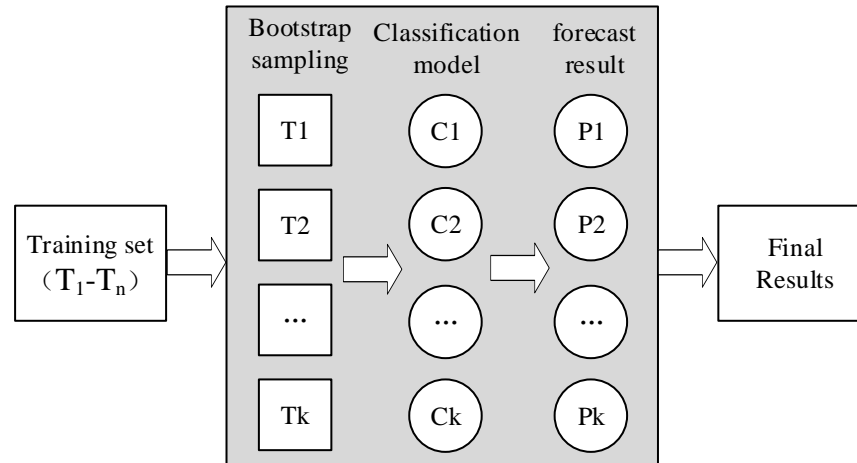 Bootstrap
sampling
Classification
model
forecast
result
T1
C1
P1
Training set
（T1-Tn）
T2
C2
P2
Final
Results
...
...
...
Tk
Ck
Pk